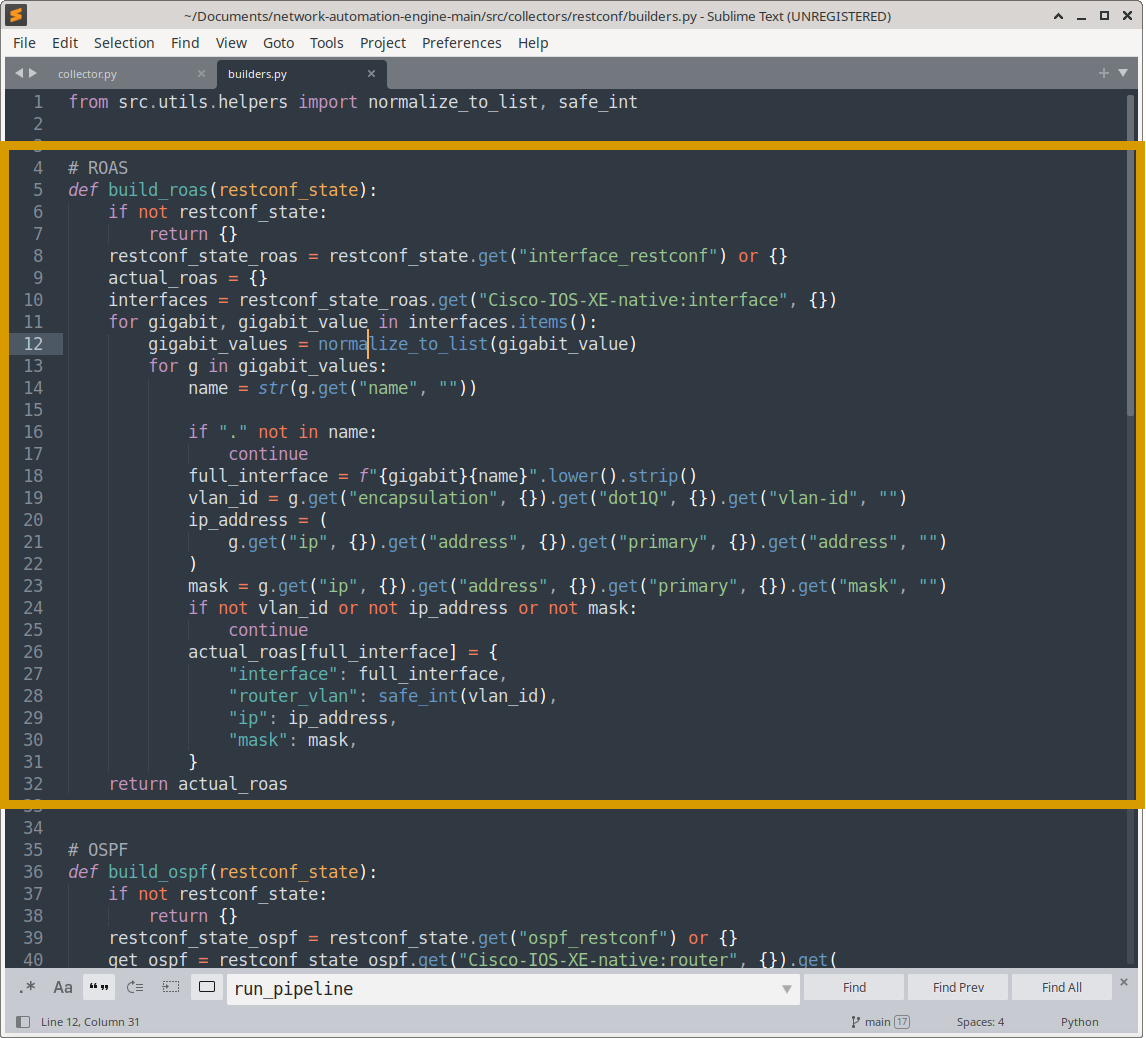 ~/Documents/network-automation-engine-main/src/collectors/restconf/builders.py - Sublime Text (UNREGISTERED)
File Edit Selection Find View Goto Tools Project Preferences Help
collector.py × builders.py ×
1 from src.utils.helpers import normalize_to_list, safe_int
2
3
4 # ROAS
5 def build_roas(restconf_state):
6     if not restconf_state:
7         return {}
8     restconf_state_roas = restconf_state.get("interface_restconf") or {}
9     actual_roas = {}
10     interfaces = restconf_state_roas.get("Cisco-IOS-XE-native:interface", {})
11     for gigabit, gigabit_value in interfaces.items():
12         gigabit_values = normalize_to_list(gigabit_value)
13         for g in gigabit_values:
14             name = str(g.get("name", ""))
15
16             if "." not in name:
17                 continue
18             full_interface = f"{gigabit}{name}".lower().strip()
19             vlan_id = g.get("encapsulation", {}).get("dot1Q", {}).get("vlan-id", "")
20             ip_address = (
21                 g.get("ip", {}).get("address", {}).get("primary", {}).get("address", "")
22             )
23             mask = g.get("ip", {}).get("address", {}).get("primary", {}).get("mask", "")
24             if not vlan_id or not ip_address or not mask:
25                 continue
26             actual_roas[full_interface] = {
27                 "interface": full_interface,
28                 "router_vlan": safe_int(vlan_id),
29                 "ip": ip_address,
30                 "mask": mask,
31             }
32     return actual_roas
33
34
35 # OSPF
36 def build_ospf(restconf_state):
37     if not restconf_state:
38         return {}
39     restconf_state_ospf = restconf_state.get("ospf_restconf") or {}
40     get_ospf = restconf_state_ospf.get("Cisco-IOS-XE-native:router", {}).get(
.* Aa “” run_pipeline Find Find Prev Find All
Line 12, Column 31 main 17 Spaces: 4 Python